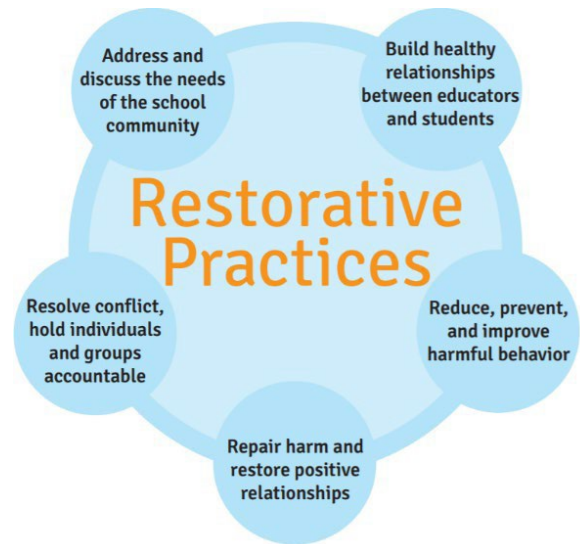 Address and
discuss the needs
of the school
community
Build healthy
relationships
between educators
and students
Restorative
Practices
Resolve conflict,
hold individuals
and groups
accountable
Reduce, prevent,
and improve
harmful behavior
Repair harm and
restore positive
relationships